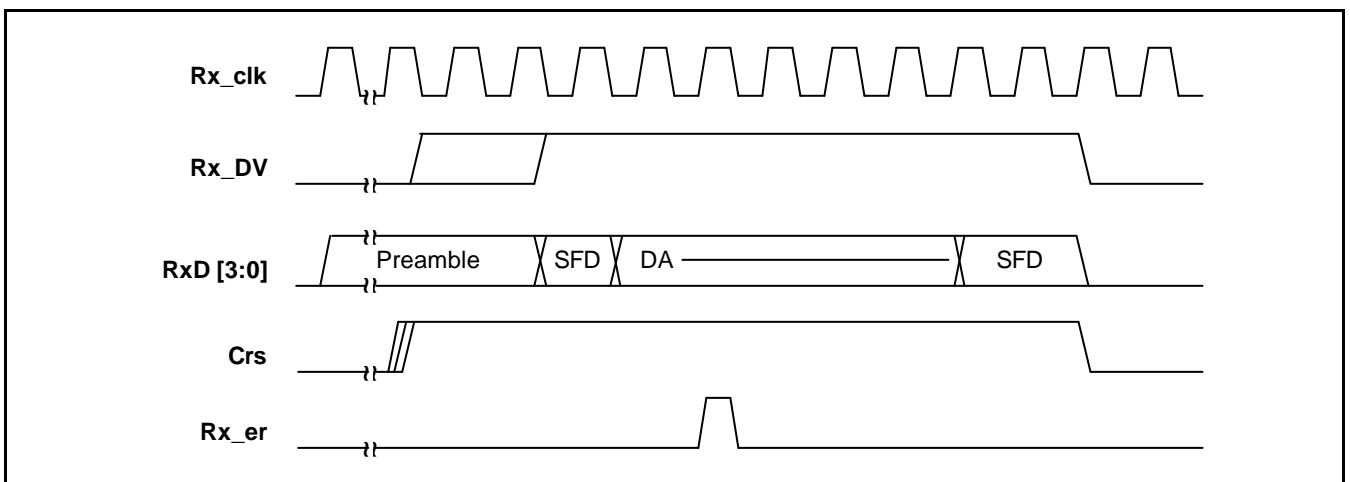 Rx_clk
Rx_DV
RxD [3:0] Preamble SFD DA SFD
Crs
Rx_er